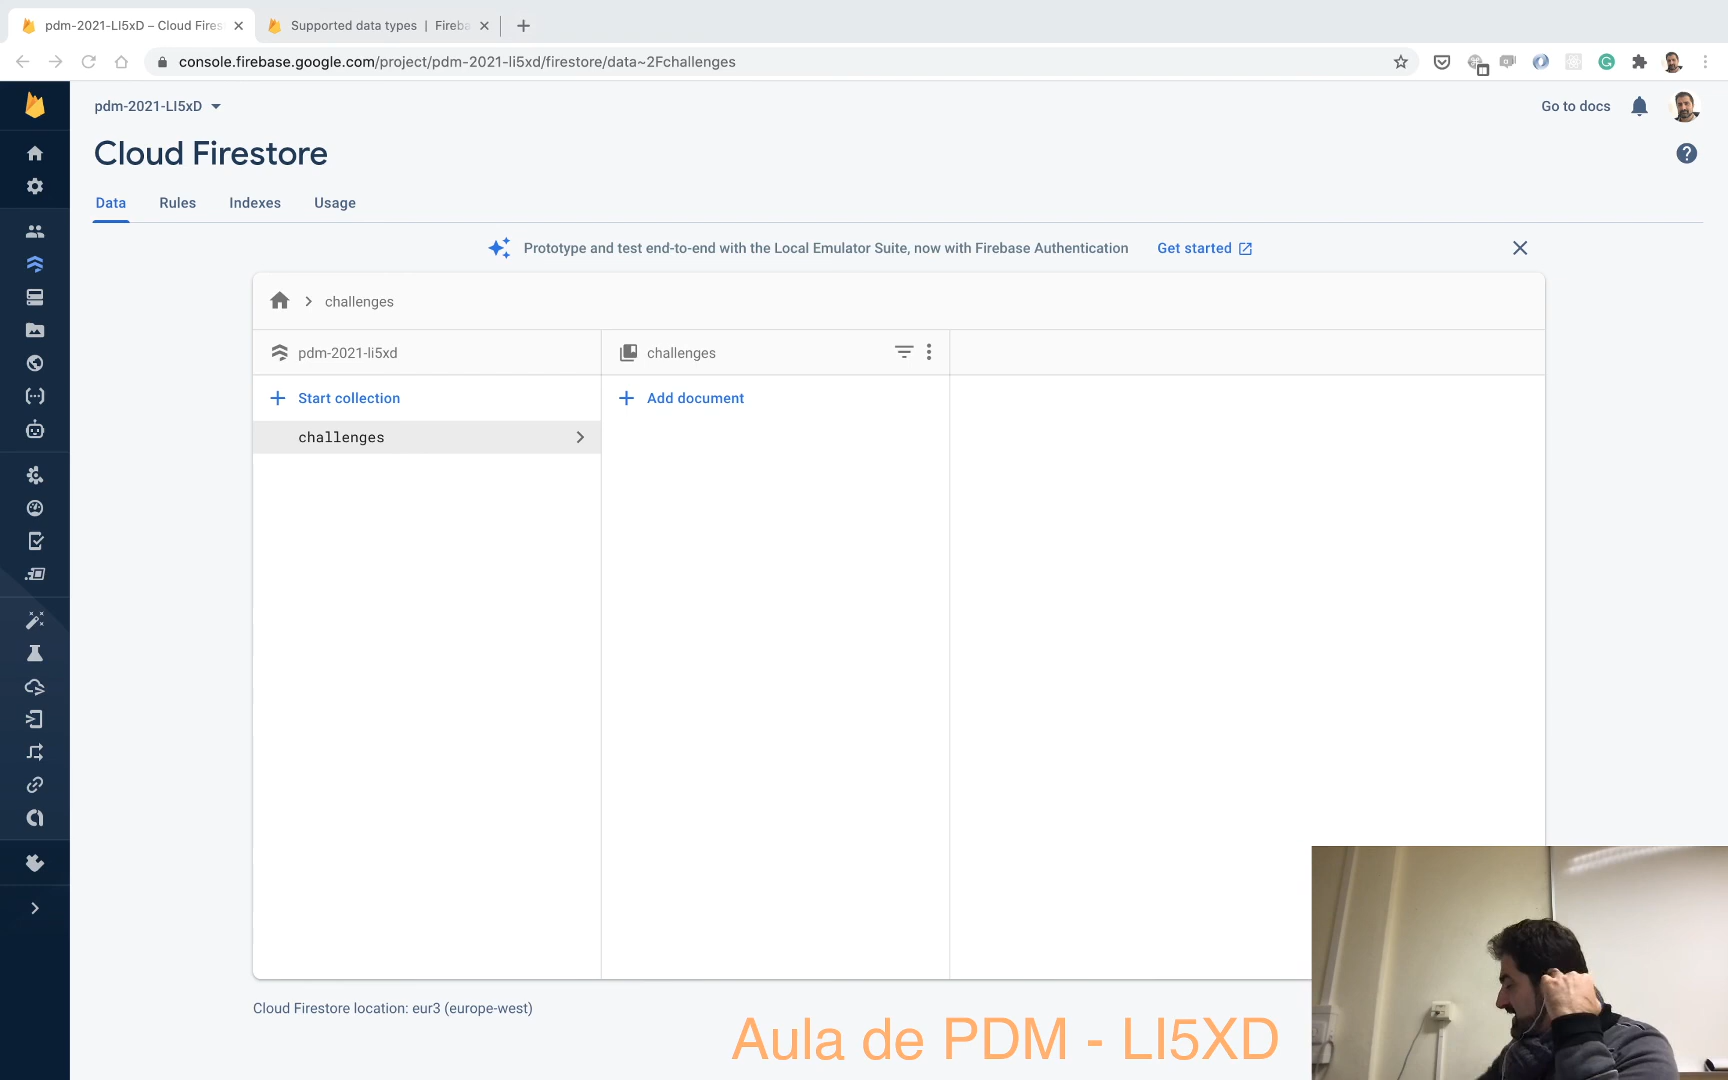 pdm-2021-LI5xD – Cloud Fires
Supported data types | Fireba
console.firebase.google.com/project/pdm-2021-li5xd/firestore/data~2Fchallenges
pdm-2021-LI5xD
Go to docs
Cloud Firestore
Data Rules Indexes Usage
Prototype and test end-to-end with the Local Emulator Suite, now with Firebase Authentication Get started
challenges
pdm-2021-li5xd
challenges
Start collection
Add document
challenges
Cloud Firestore location: eur3 (europe-west)
Aula de PDM - LI5XD